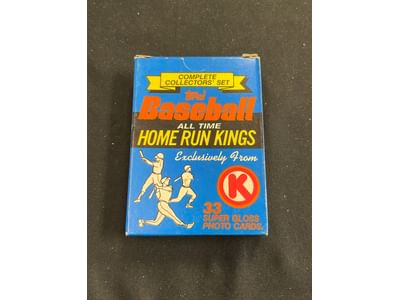 COMPLETE
COLLECTORS' SET
Topps
Baseball
ALL TIME
HOME RUN KINGS
Exclusively From
K
33
SUPER GLOSS
PHOTO CARDS.